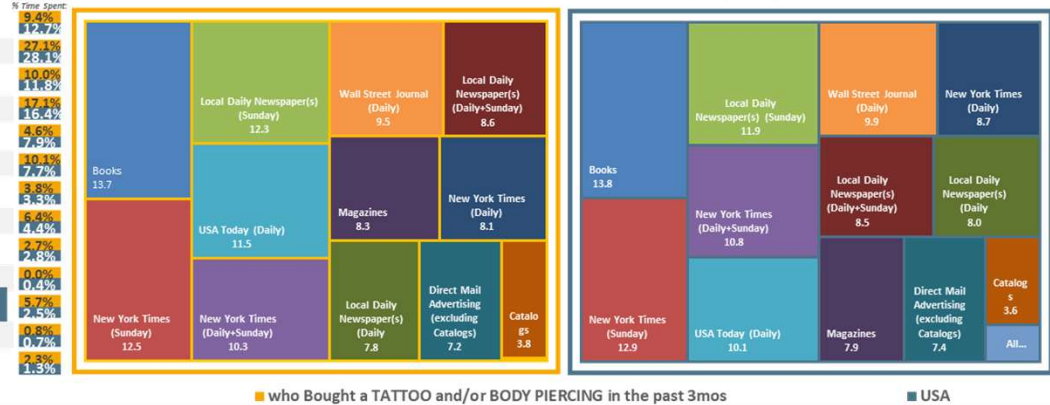 % Time Spent:
9.4%
12.7%
27.1%
28.1%
10.0%
11.8%
17.1%
16.4%
4.6%
7.9%
10.1%
7.7%
3.8%
3.3%
6.4%
4.4%
2.7%
2.8%
0.0%
0.4%
5.7%
2.5%
0.8%
0.7%
2.3%
1.3%
Books
13.7
New York Times
(Sunday)
12.5
Local Daily Newspaper(s)
(Sunday)
12.3
USA Today (Daily)
11.5
New York Times
(Daily+Sunday)
10.3
Wall Street Journal
(Daily)
9.5
Local Daily
Newspaper(s)
(Daily+Sunday)
8.6
Magazines
8.3
New York Times
(Daily)
8.1
Local Daily
Newspaper(s)
(Daily
7.8
Direct Mail
Advertising
(excluding
Catalogs)
7.2
Catalo
gs
3.8
Books
13.8
New York Times
(Sunday)
12.9
Local Daily
Newspaper(s) (Sunday)
11.9
New York Times
(Daily+Sunday)
10.8
USA Today (Daily)
10.1
Wall Street Journal
(Daily)
9.9
New York Times
(Daily)
8.7
Local Daily
Newspaper(s)
(Daily+Sunday)
8.5
Local Daily
Newspaper(s)
(Daily
8.0
Magazines
7.9
Direct Mail
Advertising
(excluding
Catalogs)
7.4
Catalog
s
3.6
All...
■ who Bought a TATTOO and/or BODY PIERCING in the past 3mos
■ USA